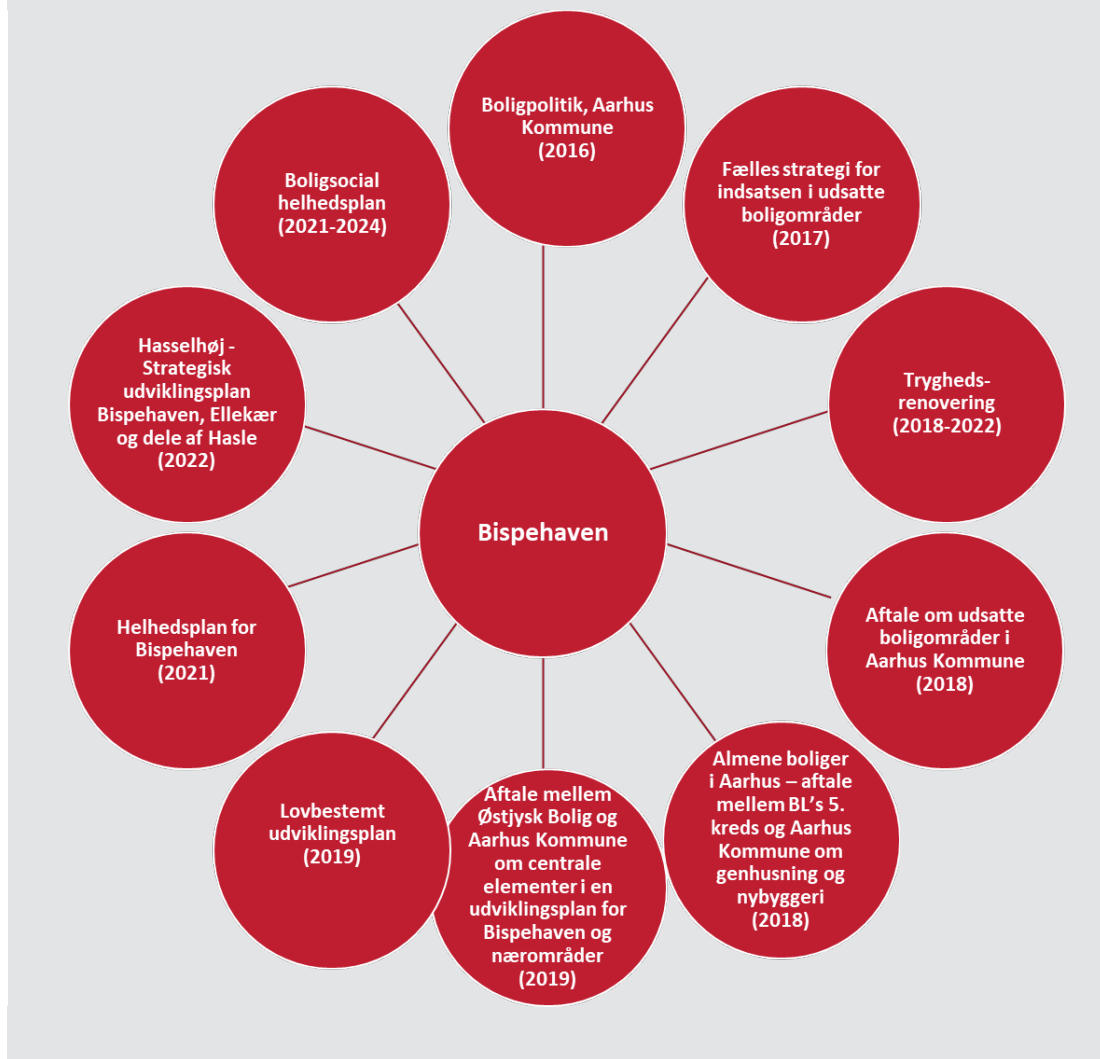 Boligpolitik, Aarhus
Kommune
(2016)
Fælles strategi for
indsatsen i udsatte
boligområder
(2017)
Trygheds-
renovering
(2018-2022)
Aftale om udsatte
boligområder i
Aarhus Kommune
(2018)
Almene boliger
i Aarhus – aftale
mellem BL’s 5.
kreds og Aarhus
Kommune om
genhusning og
nybyggeri
(2018)
Aftale mellem
Østjysk Bolig og
Aarhus Kommune
om centrale
elementer i en
udviklingsplan for
Bispehaven og
nærområder
(2019)
Lovbestemt
udviklingsplan
(2019)
Helhedsplan for
Bispehaven
(2021)
Hasselhøj -
Strategisk
udviklingsplan
Bispehaven, Ellekær
og dele af Hasle
(2022)
Boligsocial
helhedsplan
(2021-2024)
Bispehaven